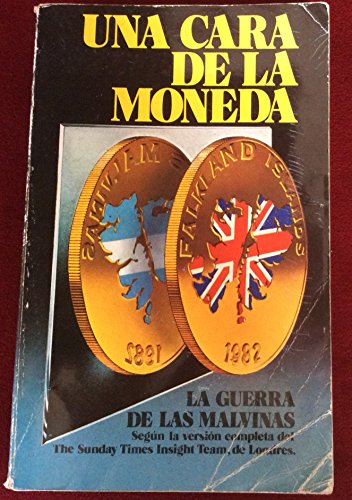 UNA CARA
DE LA
MONEDA
MALVINAS
1982
FALKLAND ISLANDS
1982
LA GUERRA
DE LAS MALVINAS
Según la versión completa del
The Sunday Times Insight Team, de Londres.